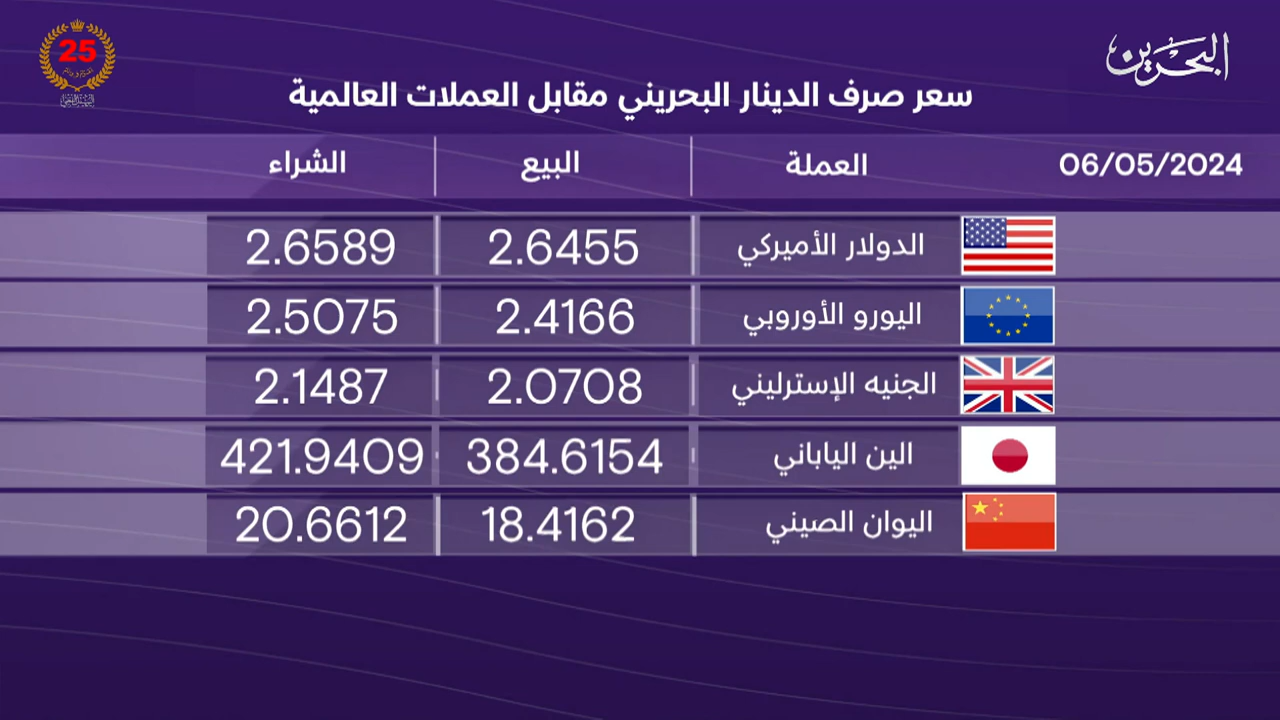 البحرين
25
سعر صرف الدينار البحريني مقابل العملات العالمية
06/05/2024 العملة البيع الشراء
الدولار الأميركي 2.6455 2.6589
اليورو الأوروبي 2.4166 2.5075
الجنيه الإسترليني 2.0708 2.1487
الين الياباني 384.6154 421.9409
اليوان الصيني 18.4162 20.6612